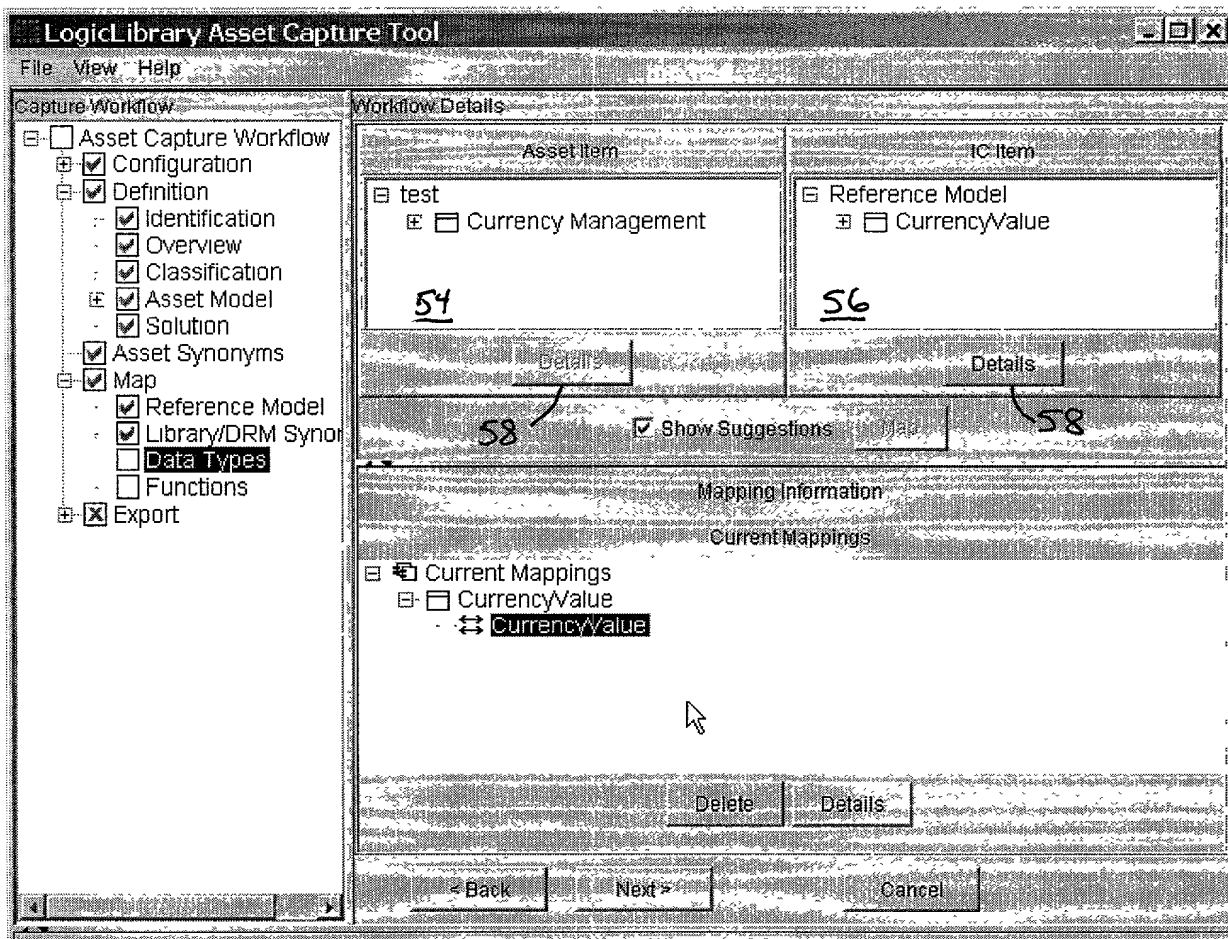 LogicLibrary Asset Capture Tool
File View Help
Capture Workflow
Asset Capture Workflow
Configuration
Definition
Identification
Overview
Classification
Asset Model
Solution
Asset Synonyms
Map
Reference Model
Library/DRM Synor
Data Types
Functions
Export
Workflow Details
Asset Item
IC Item
test
Currency Management
Reference Model
CurrencyValue
54
56
Details
Details
58
58
Show Suggestions
Map
Mapping Information
Current Mappings
Current Mappings
CurrencyValue
CurrencyValue
Delete
Details
< Back
Next >
Cancel